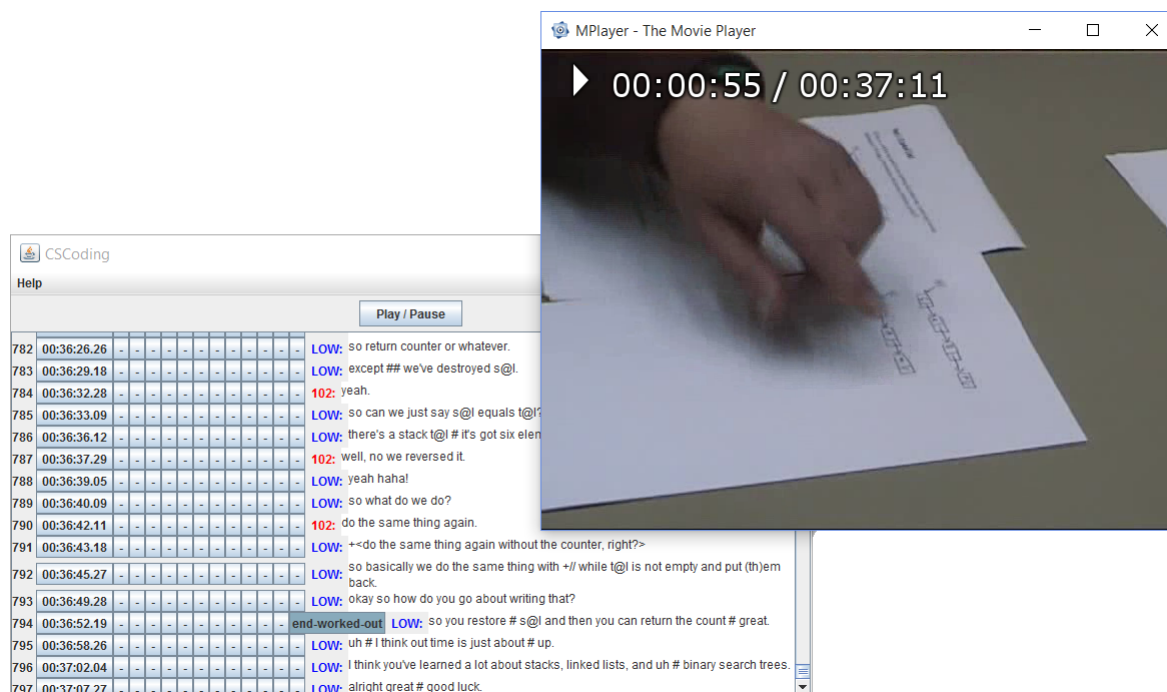 MPlayer - The Movie Player
00:00:55 / 00:37:11
CSCoding
Help
Play / Pause
782 00:36:26.26 - - - - - - - - - - - - LOW: so return counter or whatever.
783 00:36:29.18 - - - - - - - - - - - - LOW: except ## we've destroyed s@l.
784 00:36:32.28 - - - - - - - - - - - - 102: yeah.
785 00:36:33.09 - - - - - - - - - - - - LOW: so can we just say s@l equals t@l?
786 00:36:36.12 - - - - - - - - - - - - LOW: there's a stack t@l # it's got six
787 00:36:37.29 - - - - - - - - - - - - 102: well, no we reversed it.
788 00:36:39.05 - - - - - - - - - - - - LOW: yeah haha!
789 00:36:40.09 - - - - - - - - - - - - LOW: so what do we do?
790 00:36:42.11 - - - - - - - - - - - - 102: do the same thing again.
791 00:36:43.18 - - - - - - - - - - - - LOW: +<do the same thing again without the counter, right?>
792 00:36:45.27 - - - - - - - - - - - - LOW: so basically we do the same thing with +// while t@l is not empty and put (th)em
back.
793 00:36:49.28 - - - - - - - - - - - - LOW: okay so how do you go about writing that?
794 00:36:52.19 - - - - - - - - - - - end-worked-out LOW: so you restore # s@l and then you can return the count # great.
795 00:36:58.26 - - - - - - - - - - - - LOW: uh # I think out time is just about # up.
796 00:37:02.04 - - - - - - - - - - - - LOW: I think you've learned a lot about stacks, linked lists, and uh # binary search trees.
797 00:37:07.27 - - - - - - - - - - - - LOW: alright great # good luck.